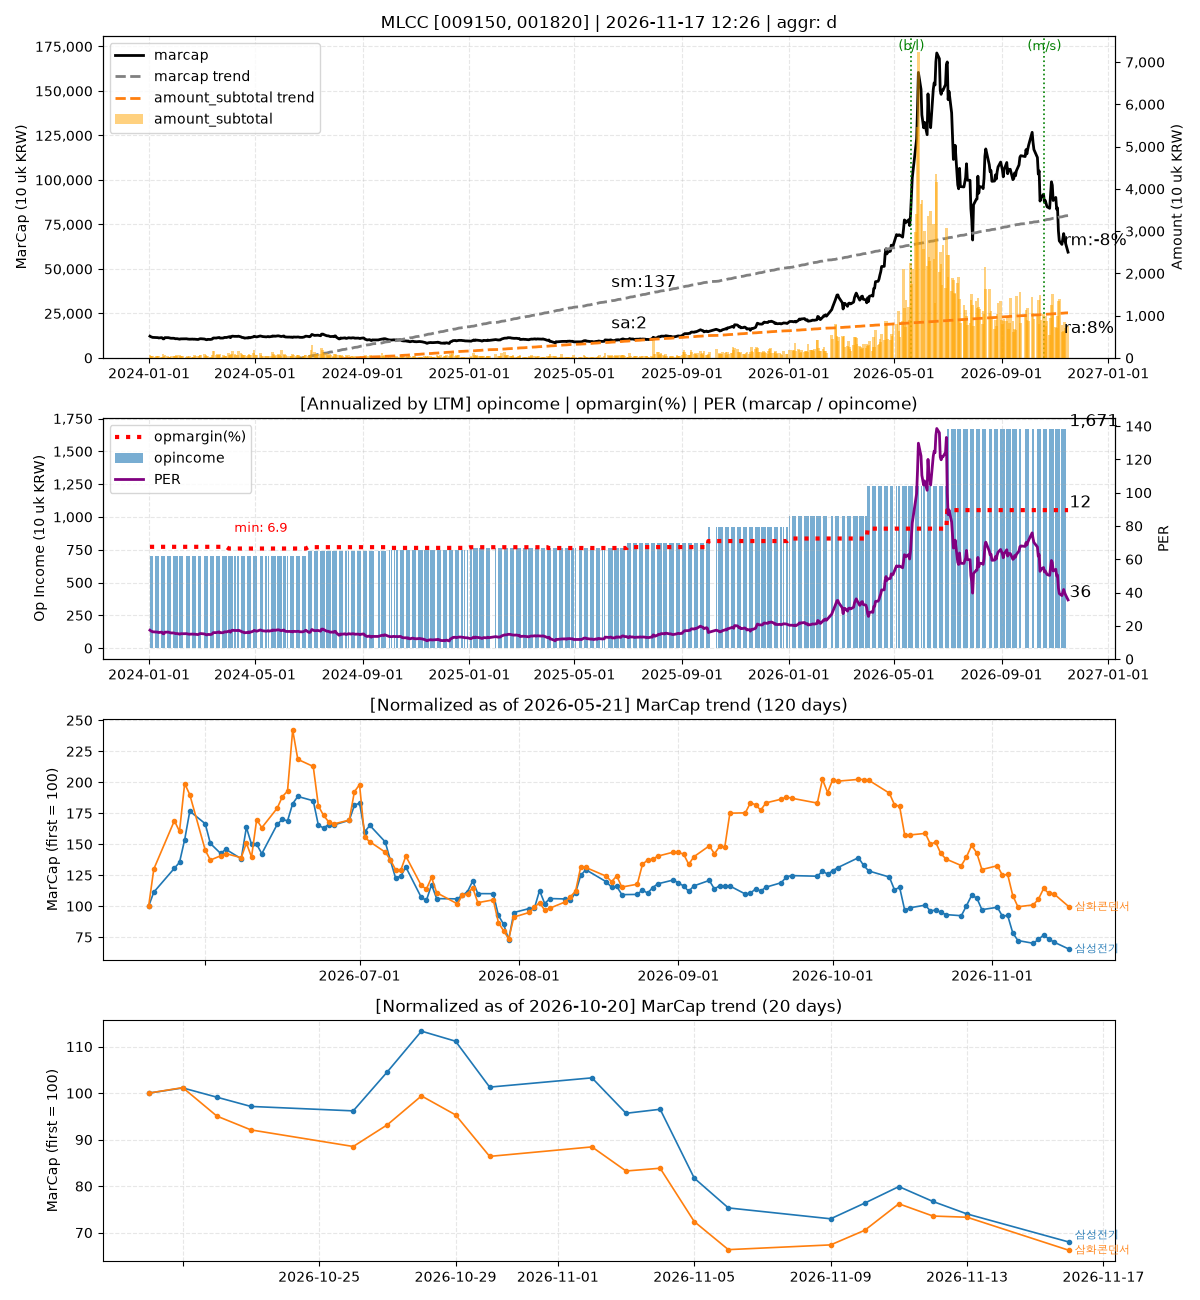 MLCC [009150, 001820] | 2026-11-17 12:26 | aggr: d
MarCap (10 uk KRW)
175,000
150,000
125,000
100,000
75,000
50,000
25,000
0
marcap
marcap trend
amount_subtotal trend
amount_subtotal
(b/l)
(m/s)
sm:137
sa:2
rm:-8%
ra:8%
7,000
6,000
5,000
4,000
3,000
2,000
1,000
0
Amount (10 uk KRW)
2024-01-01 2024-05-01 2024-09-01 2025-01-01 2025-05-01 2025-09-01 2026-01-01 2026-05-01 2026-09-01 2027-01-01
[Annualized by LTM] opincome | opmargin(%) | PER (marcap / opincome)
Op Income (10 uk KRW)
1,750
1,500
1,250
1,000
750
500
250
0
opmargin(%)
opincome
PER
min: 6.9
1,671
12
36
140
120
100
80
60
40
20
0
PER
2024-01-01 2024-05-01 2024-09-01 2025-01-01 2025-05-01 2025-09-01 2026-01-01 2026-05-01 2026-09-01 2027-01-01
[Normalized as of 2026-05-21] MarCap trend (120 days)
MarCap (first = 100)
250
225
200
175
150
125
100
75
삼화콘덴서
삼성전기
2026-07-01 2026-08-01 2026-09-01 2026-10-01 2026-11-01
[Normalized as of 2026-10-20] MarCap trend (20 days)
MarCap (first = 100)
110
100
90
80
70
삼성전기
삼화콘덴서
2026-10-25 2026-10-29 2026-11-01 2026-11-05 2026-11-09 2026-11-13 2026-11-17